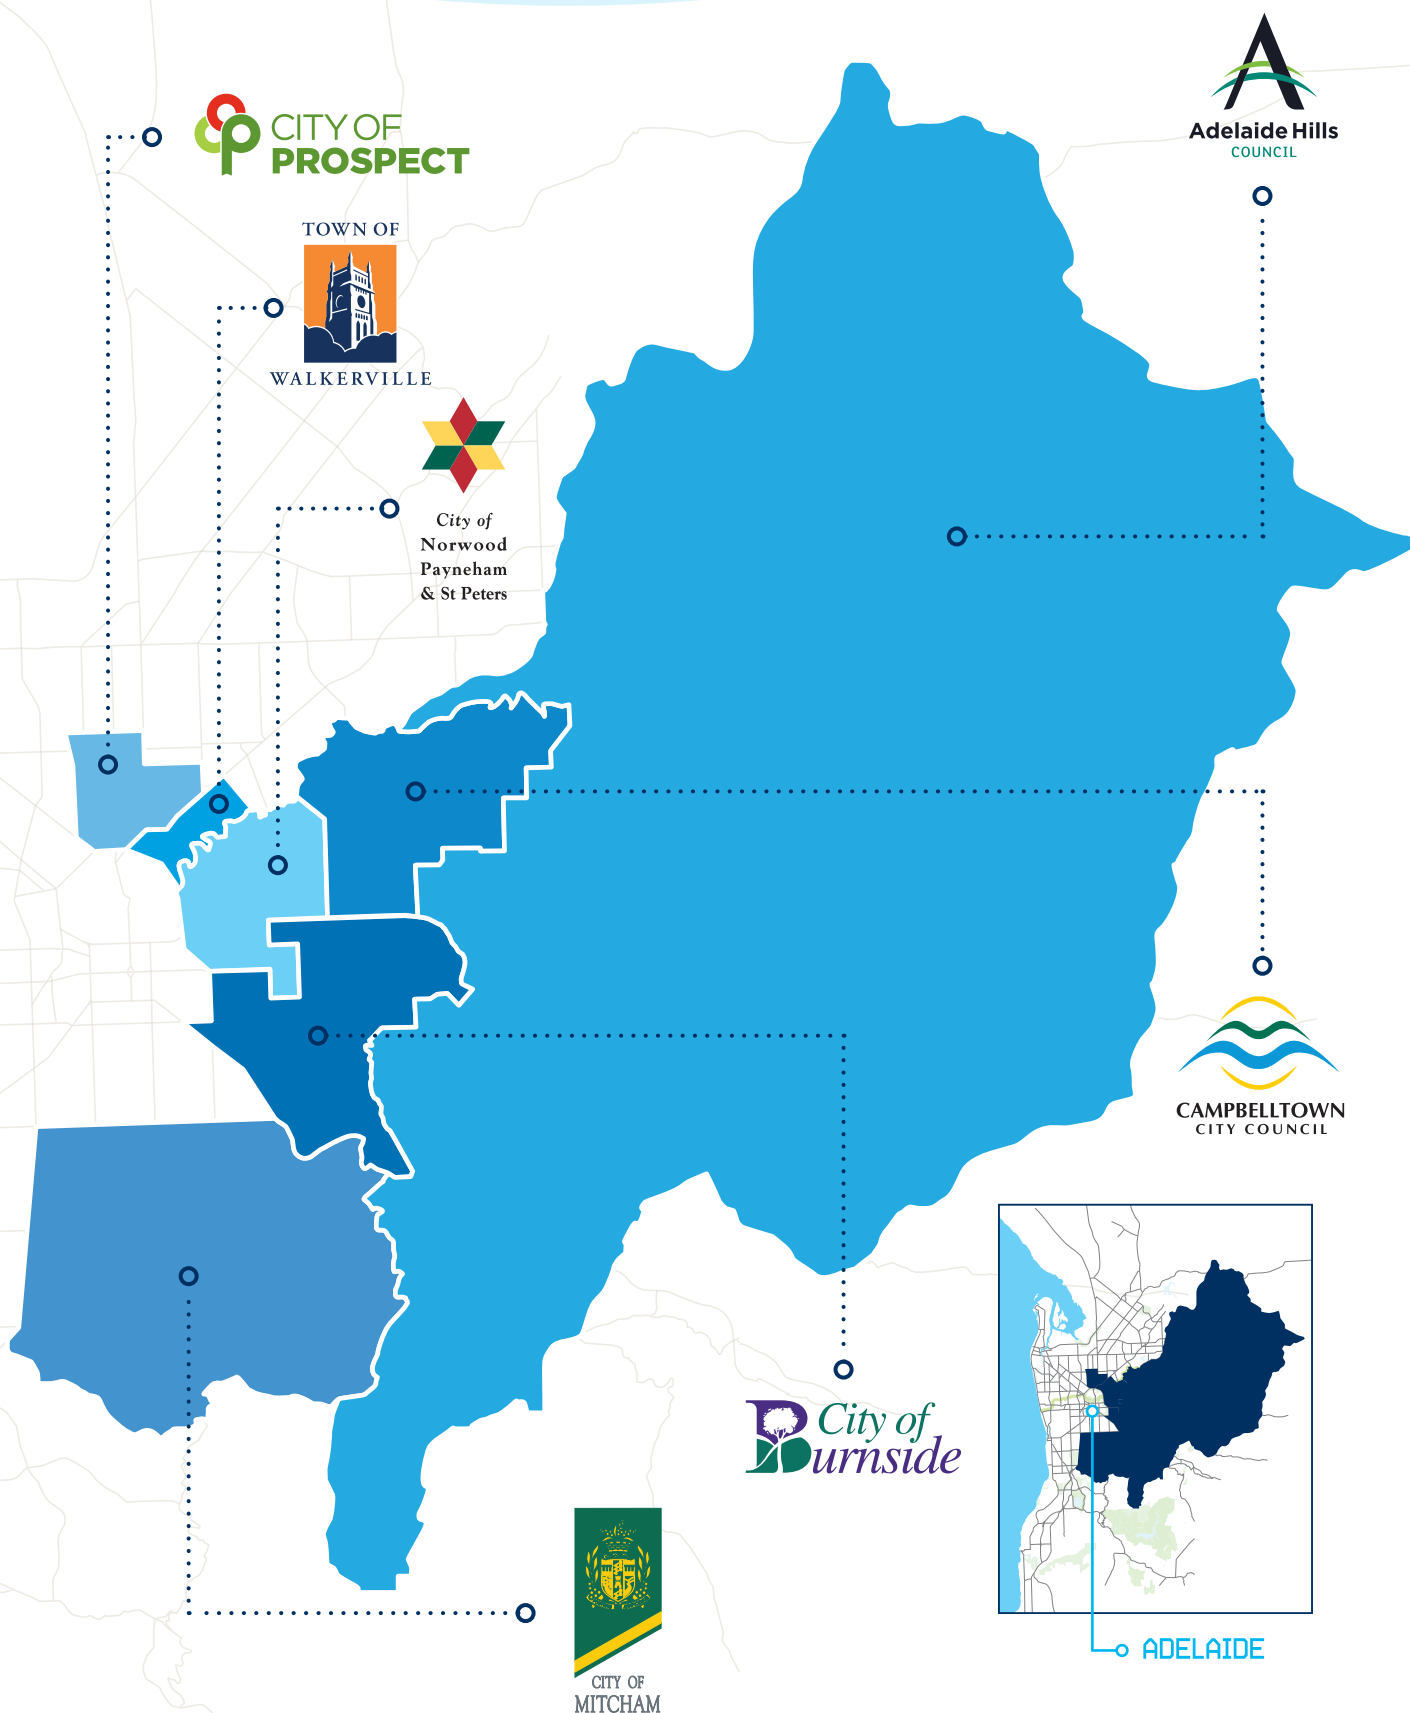 CITY OF
PROSPECT
TOWN OF
WALKERVILLE
City of
Norwood
Payneham
& St Peters
Adelaide Hills
COUNCIL
CAMPBELLTOWN
CITY COUNCIL
City of
Burnside
CITY OF
MITCHAM
ADELAIDE